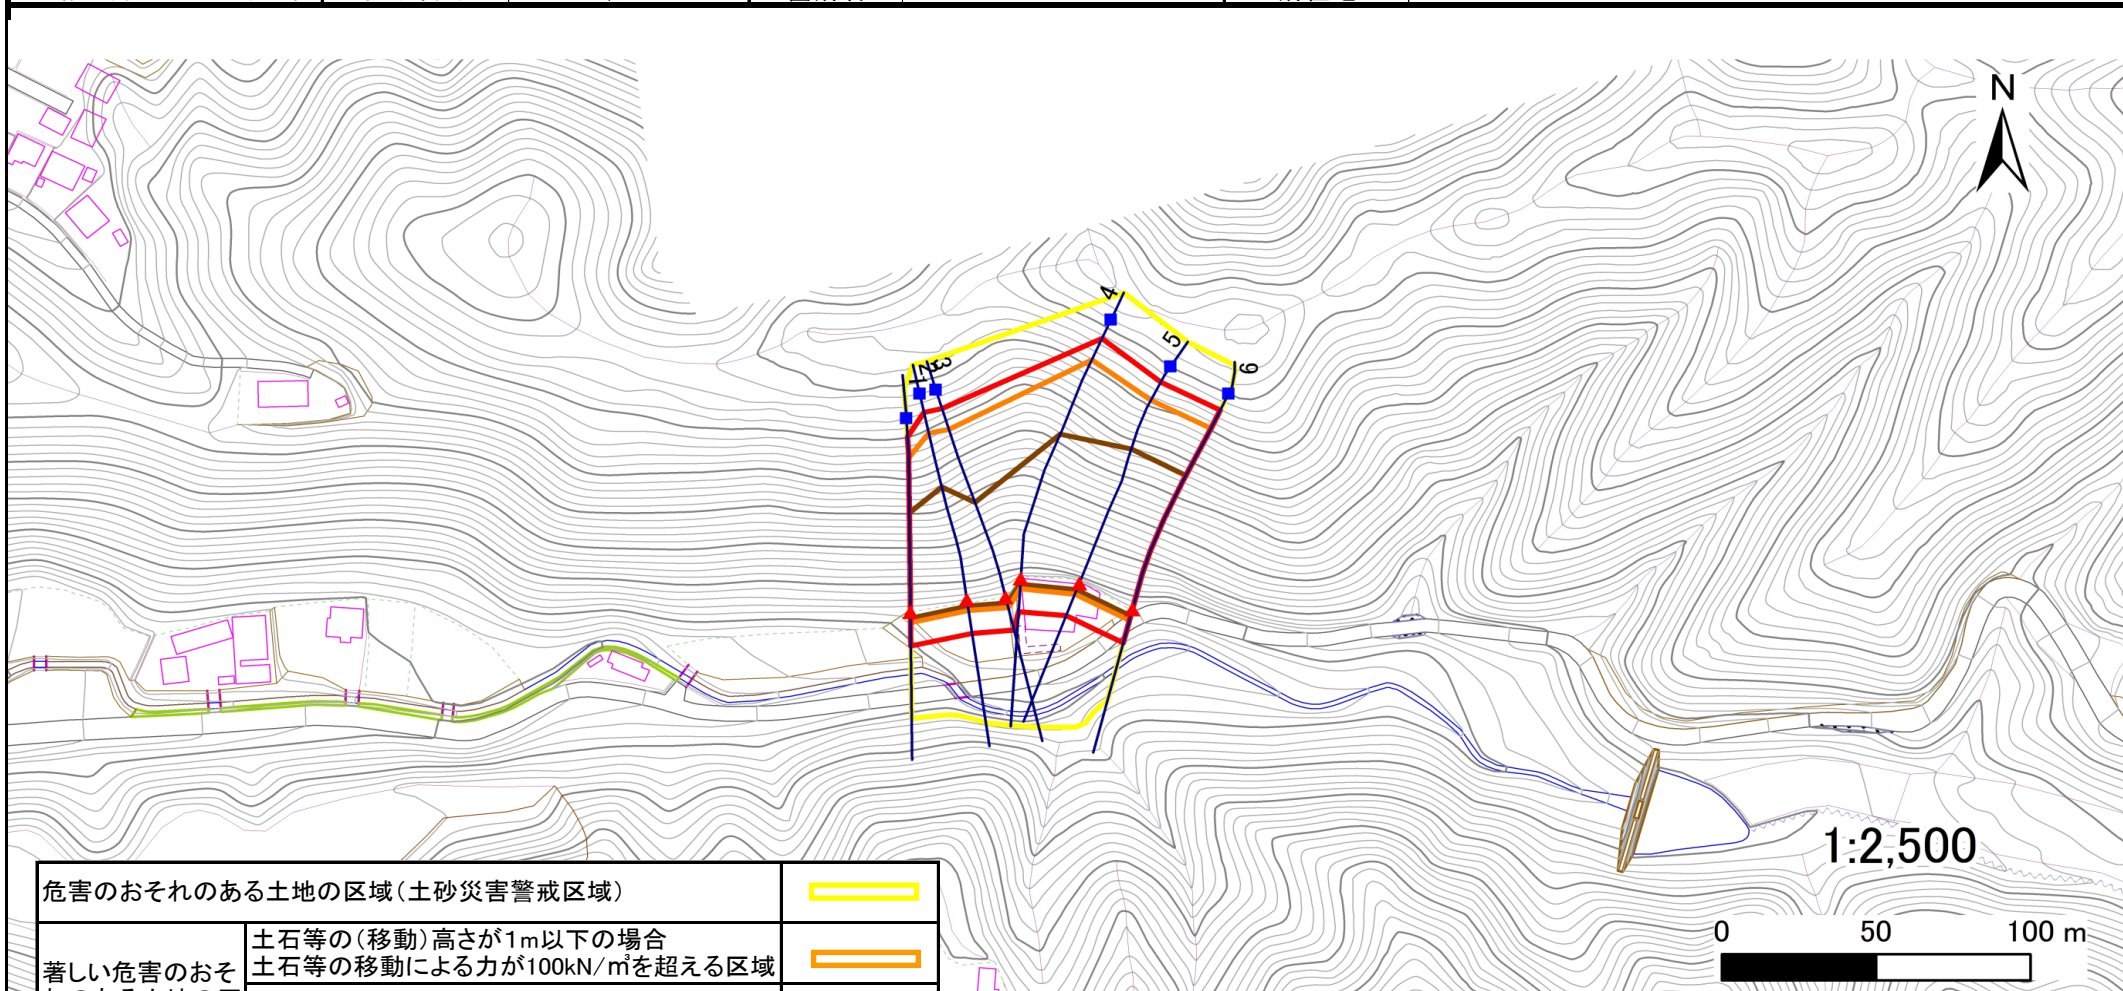 N
4
5
6
3
2
1
1:2,500
0 50 100 m
危害のおそれのある土地の区域(土砂災害警戒区域)
土石等の(移動)高さが1m以下の場合
土石等の移動による力が100kN/㎡を超える区域
著しい危害のおそ